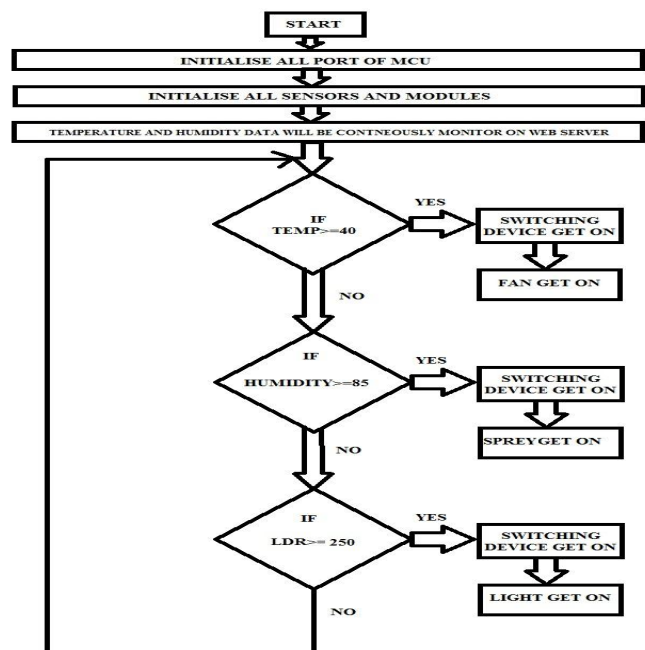 START
INITIALISE ALL PORT OF MCU
INITIALISE ALL SENSORS AND MODULES
TEMPERATURE AND HUMIDITY DATA WILL BE CONTNEOUSLY MONITOR ON WEB SERVER
IF
TEMP>=40
YES
SWITCHING
DEVICE GET ON
FAN GET ON
NO
IF
HUMIDITY>=85
YES
SWITCHING
DEVICE GET ON
SPREYGET ON
NO
IF
LDR>= 250
YES
SWITCHING
DEVICE GET ON
LIGHT GET ON
NO